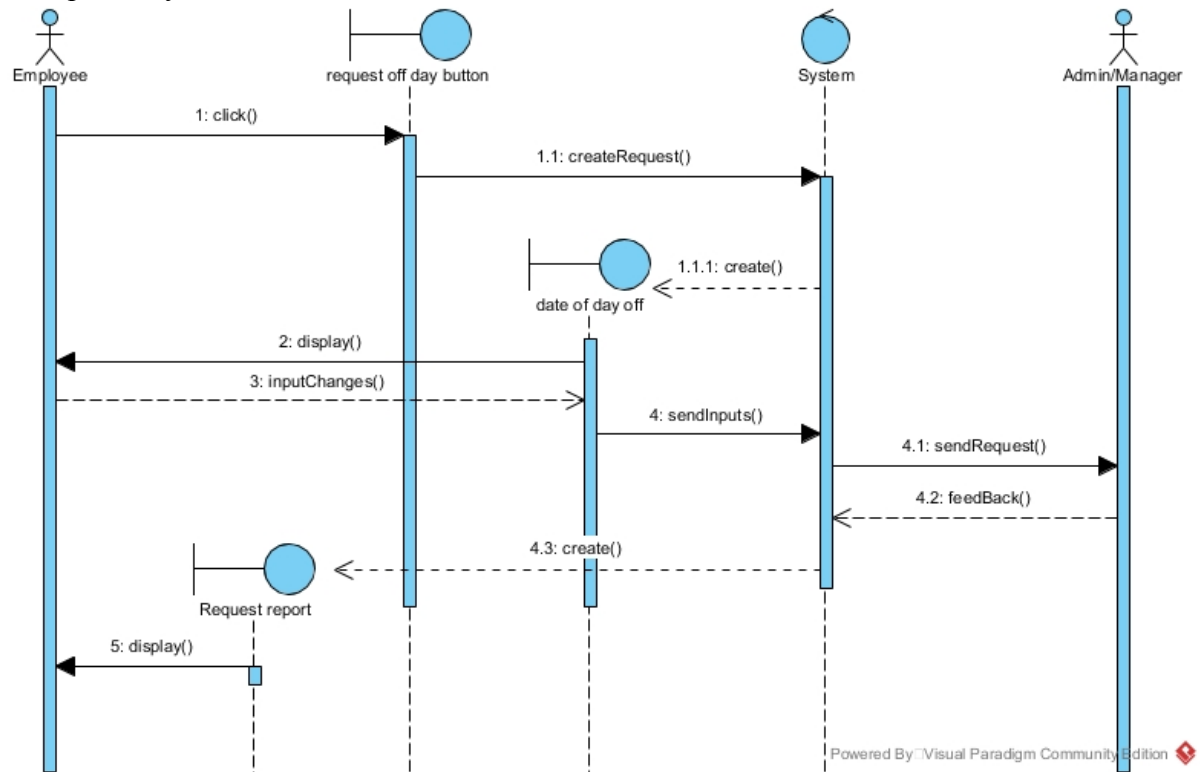 Employee
request off day button
System
Admin/Manager
1: click()
1.1: createRequest()
1.1.1: create()
date of day off
2: display()
3: inputChanges()
4: sendInputs()
4.1: sendRequest()
4.2: feedBack()
4.3: create()
Request report
5: display()
Powered By Visual Paradigm Community Edition